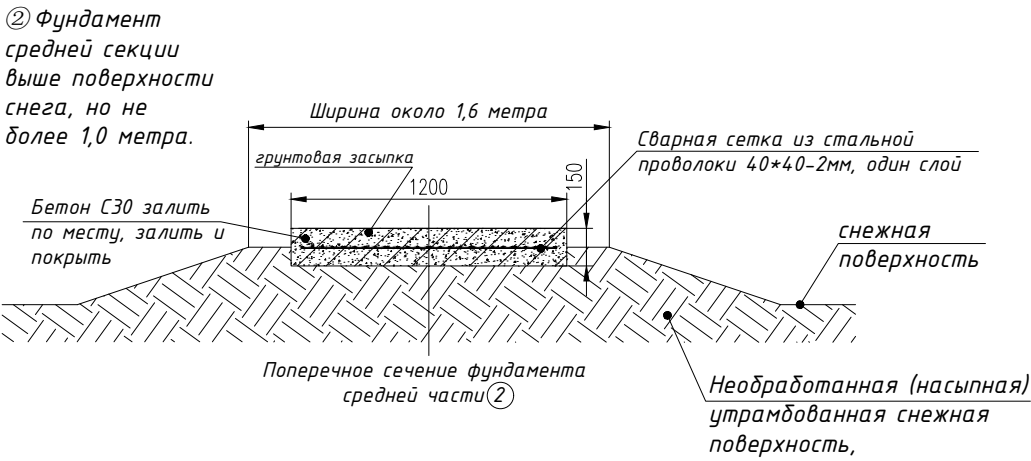 ② Фундамент
средней секции
выше поверхности
снега, но не
более 1,0 метра.
Ширина около 1,6 метра
грунтовая засыпка
1200
150
Сварная сетка из стальной
проволоки 40*40-2мм, один слой
Бетон С30 залить
по месту, залить и
покрыть
снежная
поверхность
Поперечное сечение фундамента
средней части ②
Необработанная (насыпная)
утрамбованная снежная
поверхность,